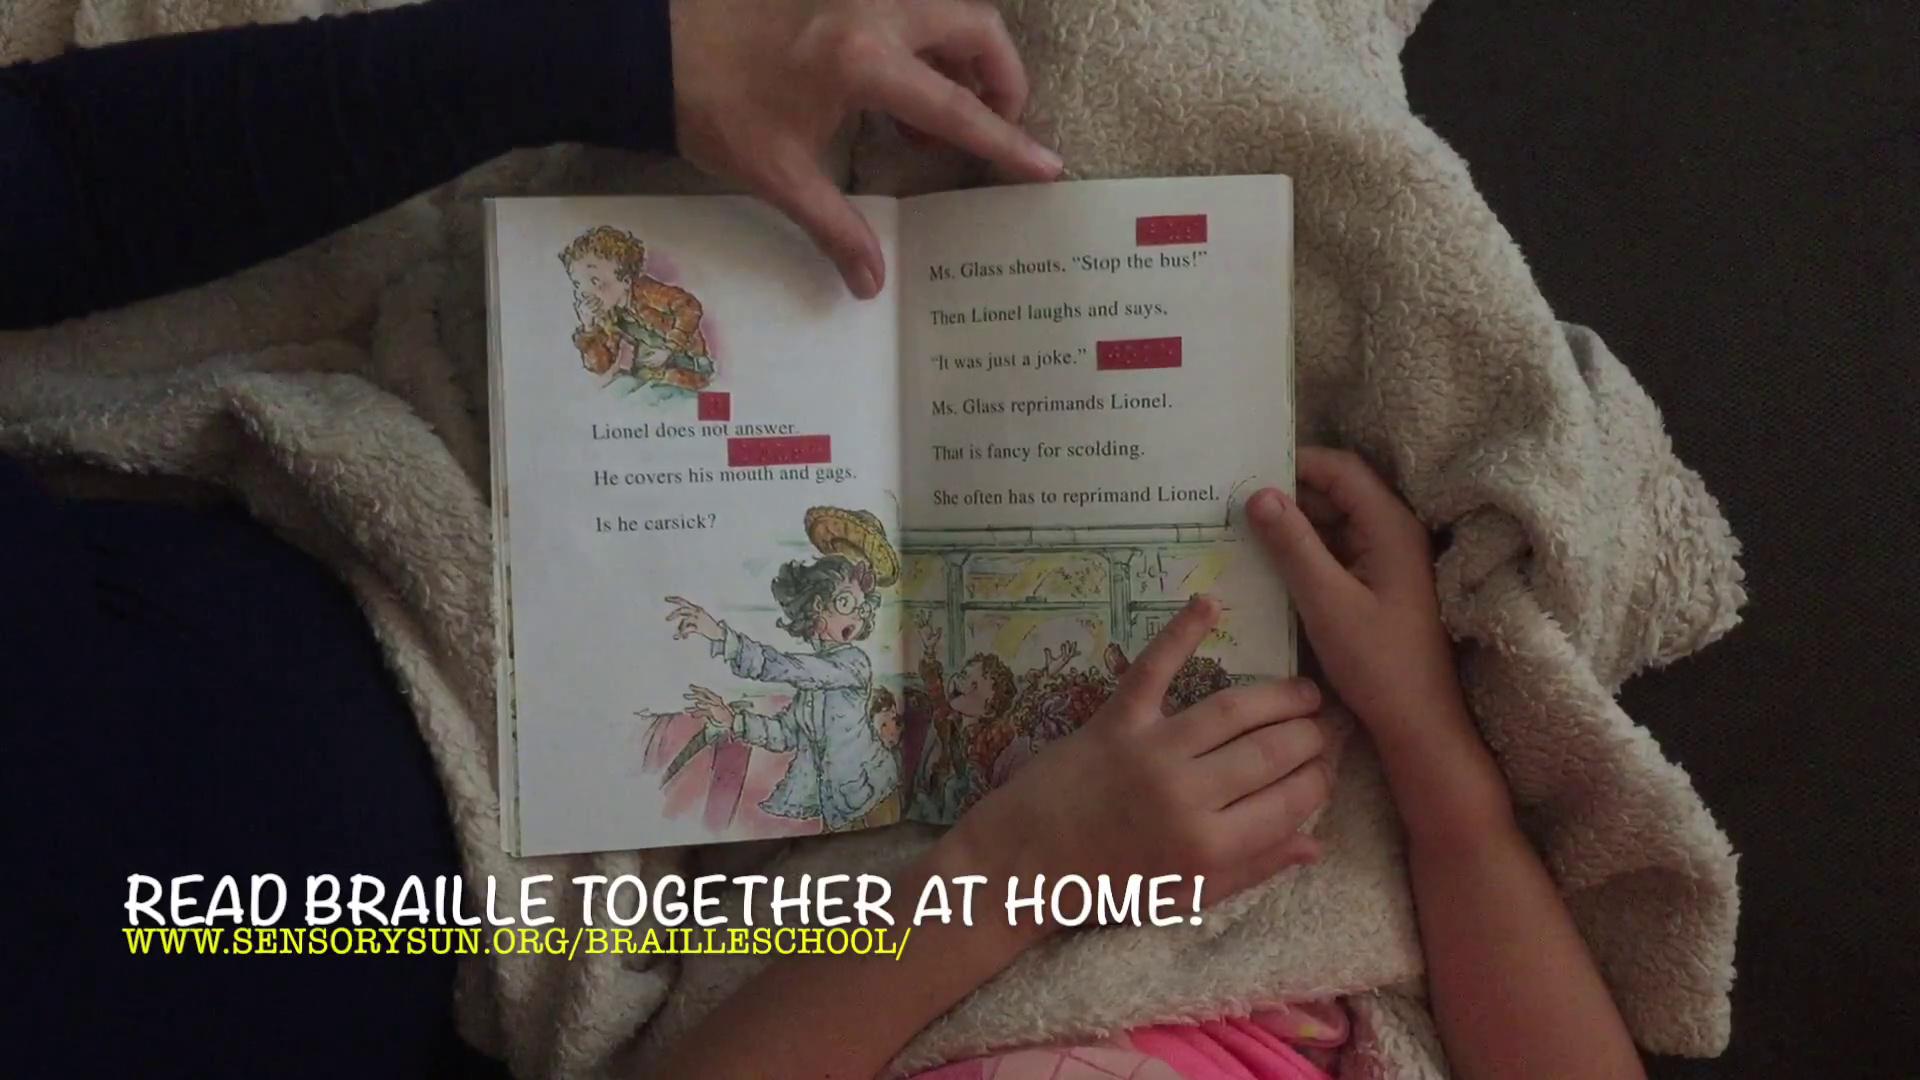 Lionel does not answer.
He covers his mouth and gags.
Is he carsick?
Ms. Glass shouts, “Stop the bus!”
Then Lionel laughs and says,
“It was just a joke.”
Ms. Glass reprimands Lionel.
That is fancy for scolding.
She often has to reprimand Lionel.
READ BRAILLE TOGETHER AT HOME!
WWW.SENSORYSUN.ORG/BRAILLESCHOOL/